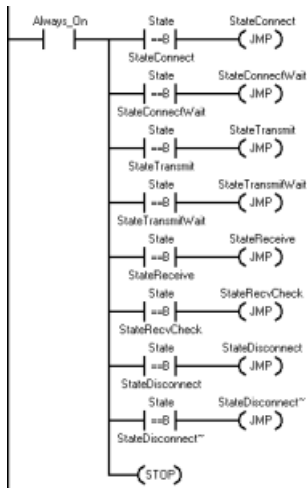 Always_On State StateConnect
==B JMP
StateConnect
State StateConnectWait
==B JMP
StateConnectWait
State StateTransmit
==B JMP
StateTransmit
State StateTransmitWait
==B JMP
StateTransmitWait
State StateReceive
==B JMP
StateReceive
State StateRecvCheck
==B JMP
StateRecvCheck
State StateDisconnect
==B JMP
StateDisconnect
State StateDisconnect~
==B JMP
StateDisconnect~
STOP